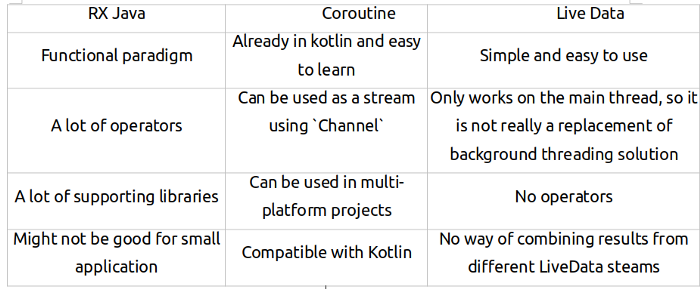 RX Java
Coroutine
Live Data
Functional paradigm
Already in kotlin and easy
to learn
Simple and easy to use
A lot of operators
Can be used as a stream
using `Channel`
Only works on the main thread, so it
is not really a replacement of
background threading solution
A lot of supporting libraries
Can be used in multi-
platform projects
No operators
Might not be good for small
application
Compatible with Kotlin
No way of combining results from
different LiveData steams